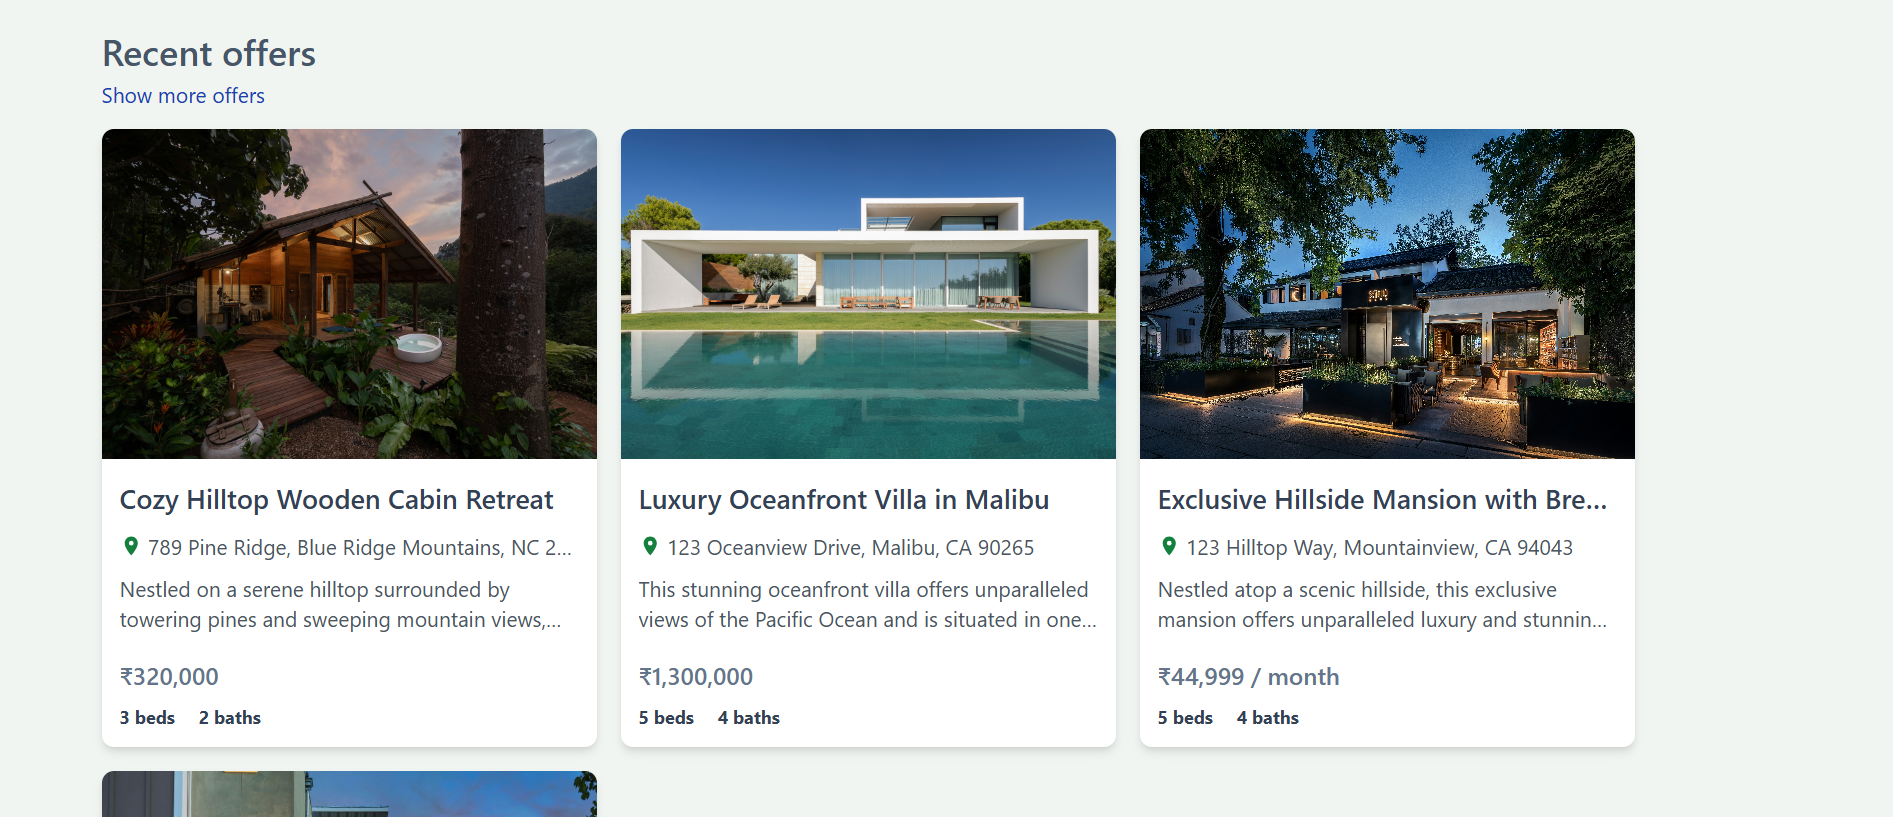 Recent offers
Show more offers
Cozy Hilltop Wooden Cabin Retreat
789 Pine Ridge, Blue Ridge Mountains, NC 2...
Nestled on a serene hilltop surrounded by
towering pines and sweeping mountain views,...
₹320,000
3 beds 2 baths
Luxury Oceanfront Villa in Malibu
123 Oceanview Drive, Malibu, CA 90265
This stunning oceanfront villa offers unparalleled
views of the Pacific Ocean and is situated in one...
₹1,300,000
5 beds 4 baths
Exclusive Hillside Mansion with Bre...
123 Hilltop Way, Mountainview, CA 94043
Nestled atop a scenic hillside, this exclusive
mansion offers unparalleled luxury and stunnin...
₹44,999 / month
5 beds 4 baths